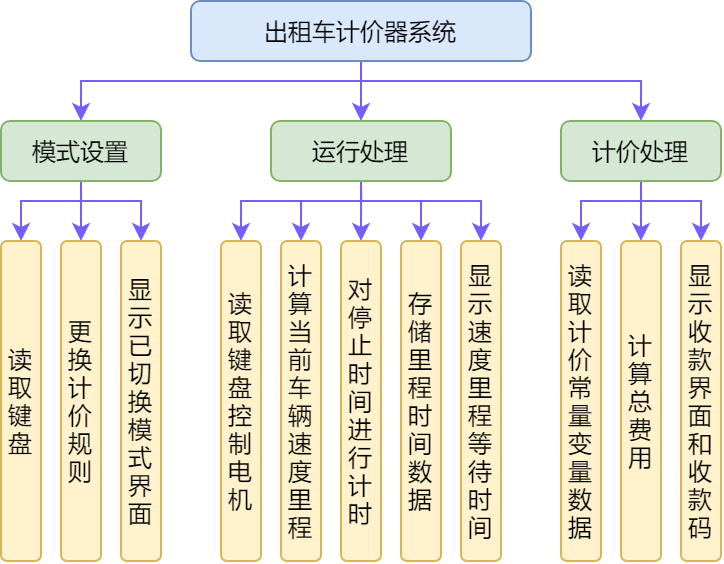 出租车计价器系统
模式设置
运行处理
计价处理
读取键盘
更换计价规则
显示已切换模式界面
读取键盘控制电机
计算当前车辆速度里程
对停止时间进行计时
存储里程时间数据
显示速度里程等待时间
读取计价常量变量数据
计算总费用
显示收款界面和收款码